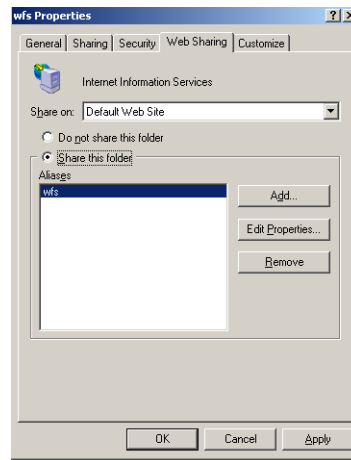 wfs Properties
General Sharing Security Web Sharing Customize
Internet Information Services
Share on: Default Web Site
Do not share this folder
Share this folder
Aliases
wfs
Add...
Edit Properties...
Remove
OK Cancel Apply